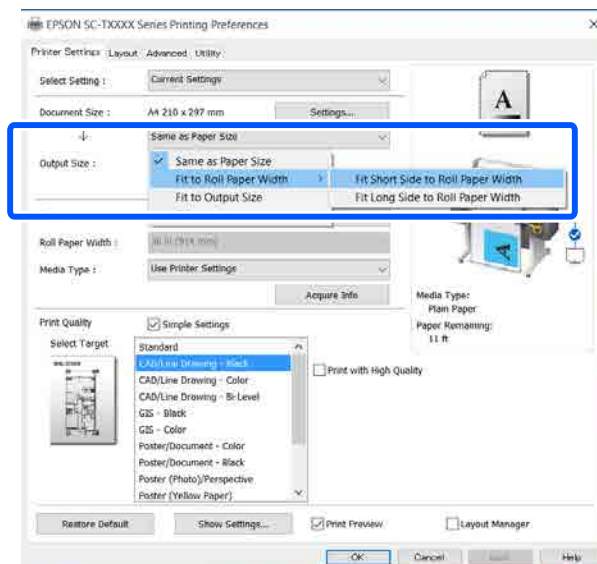 EPSON SC-TXXXX Series Printing Preferences
Printer Settings Layout Advanced Utility
Select Setting : Current Settings
Document Size : A4 210 x 297 mm Settings...
Same as Paper Size
Output Size : Same as Paper Size
Fit to Roll Paper Width Fit Short Side to Roll Paper Width
Fit to Output Size Fit Long Side to Roll Paper Width
Roll Paper Width :
Media Type : Use Printer Settings
Acquire Info
Media Type:
Plain Paper
Paper Remaining:
11 ft
Print Quality Simple Settings
Select Target
Standard
CAD/Line Drawing - Black
CAD/Line Drawing - Color
CAD/Line Drawing - Bi-Level
GIS - Black
GIS - Color
Poster/Document - Color
Poster/Document - Black
Poster (Photo)/Perspective
Poster (Yellow Paper)
Print with High Quality
Restore Default Show Settings... Print Preview Layout Manager
OK Cancel Help
A
A